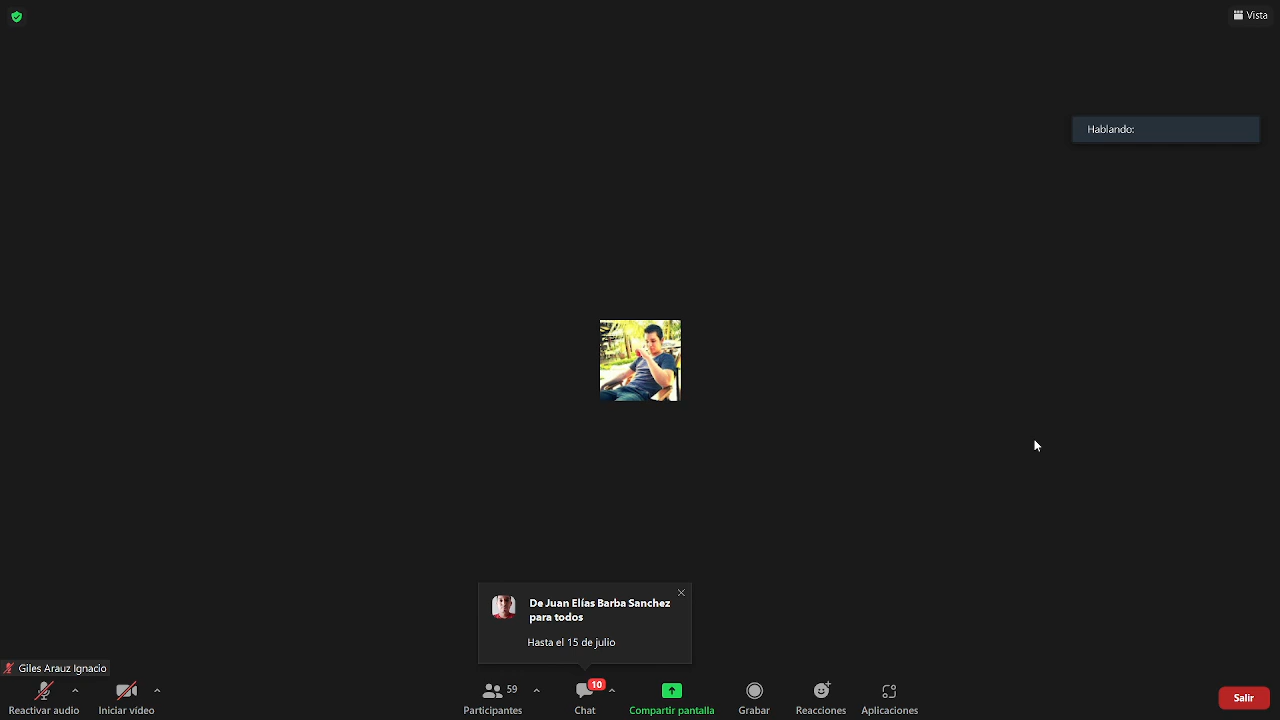 Vista
Hablando:
De Juan Elías Barba Sanchez
para todos
Hasta el 15 de julio
Giles Arauz Ignacio
59
10
Reactivar audio
Iniciar vídeo
Participantes
Chat
Compartir pantalla
Grabar
Reacciones
Aplicaciones
Salir